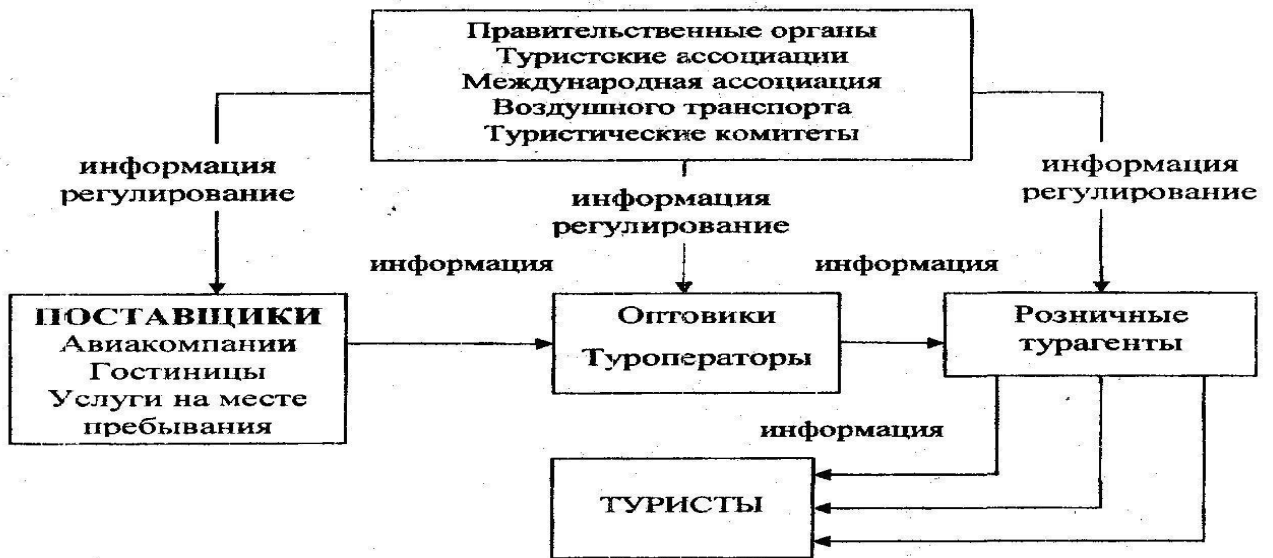 Правительственные органы
Туристские ассоциации
Международная ассоциация
Воздушного транспорта
Туристические комитеты
информация
регулирование
информация
регулирование
информация
регулирование
информация
информация
ПОСТАВЩИКИ
Авиакомпании
Гостиницы
Услуги на месте
пребывания
Оптовики
Туроператоры
Розничные
турагенты
информация
ТУРИСТЫ